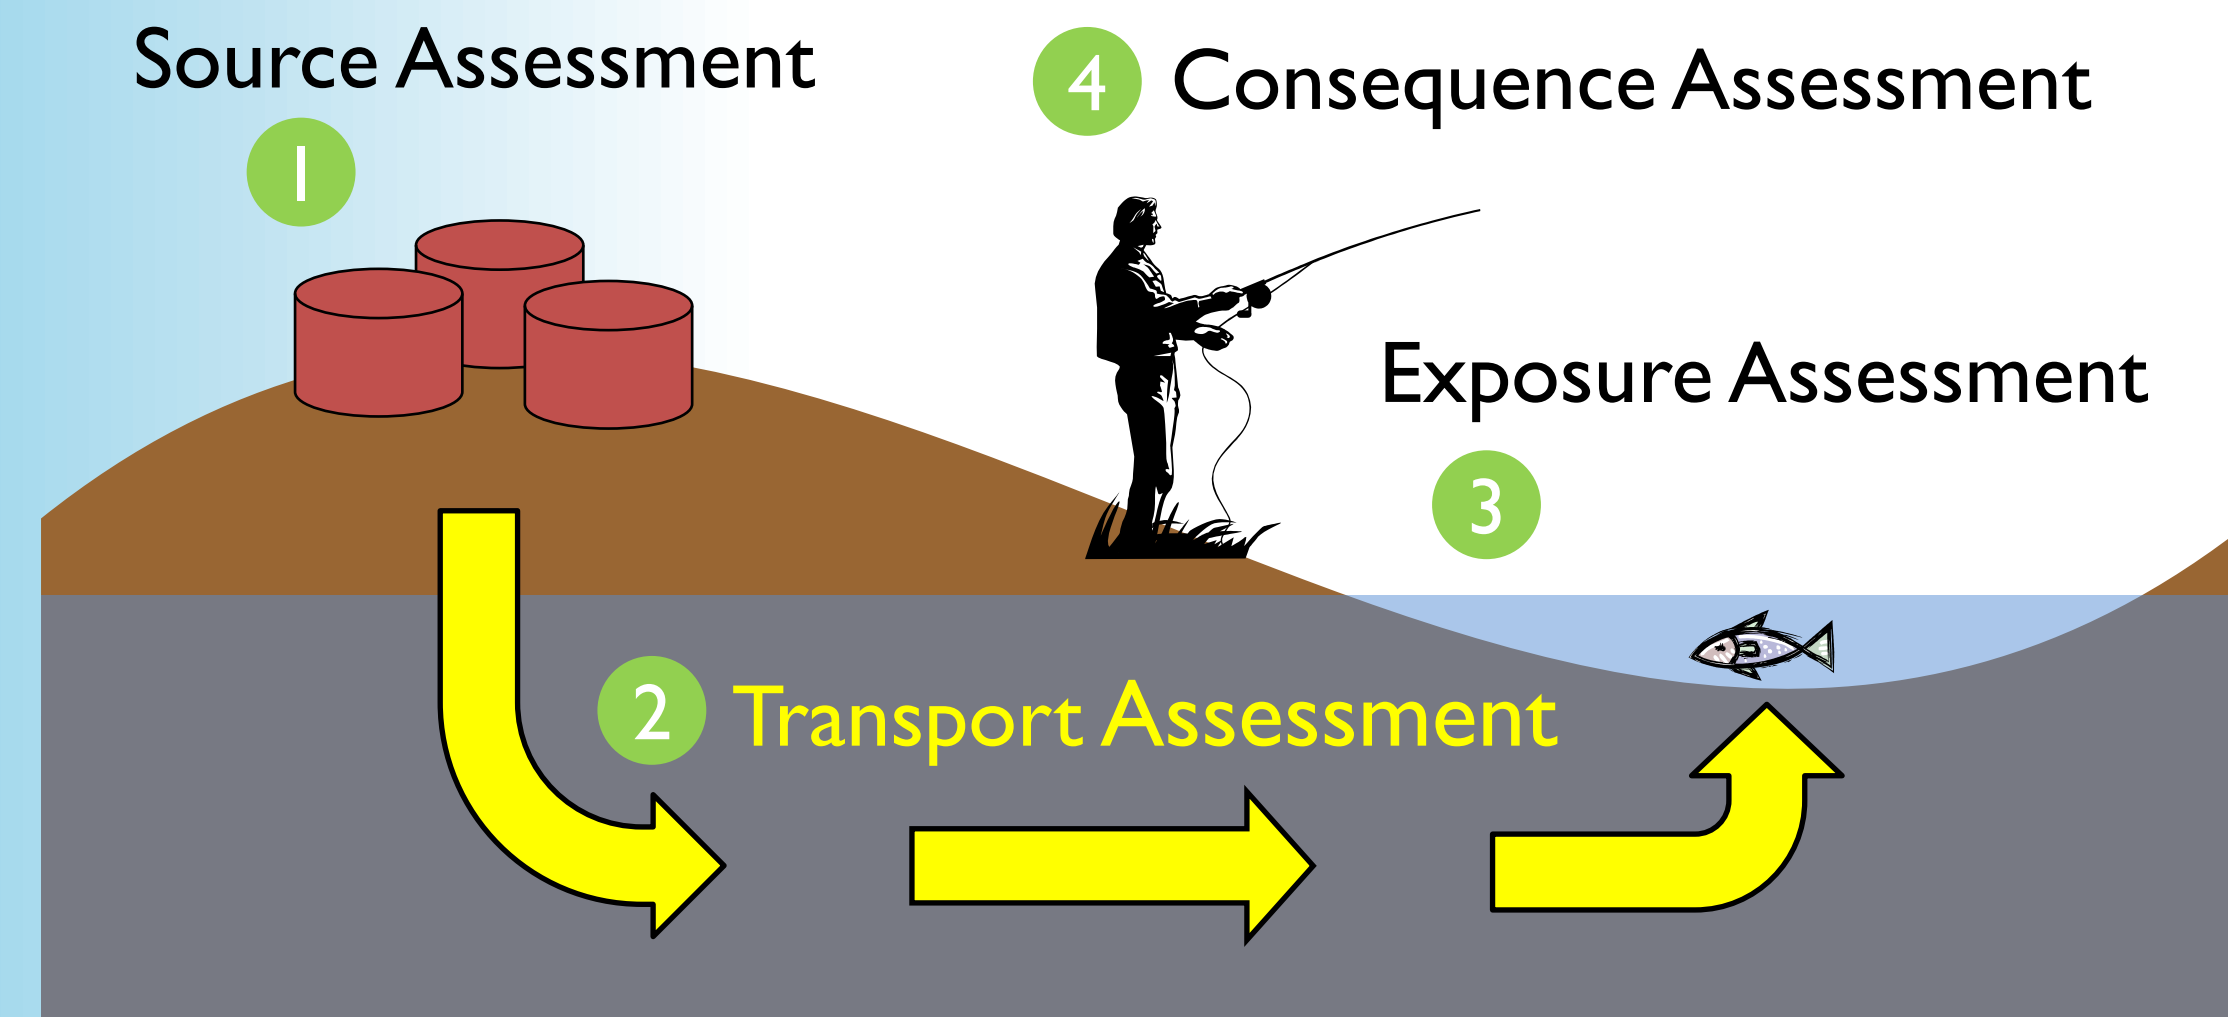 Source Assessment
1
2 Transport Assessment
Exposure Assessment
3
4 Consequence Assessment